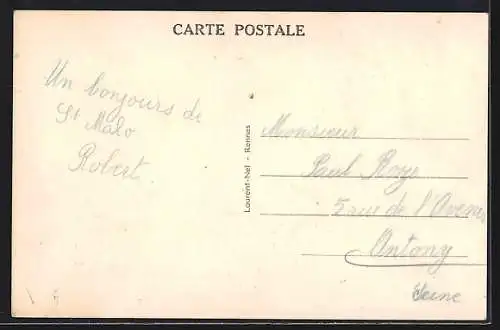 CARTE POSTALE
Un bonjours de
St Malo
Robert
Laurent-Nel - Rennes
Monsieur
Paul Roze
5 rue de l'Avenir
Antony
Seine